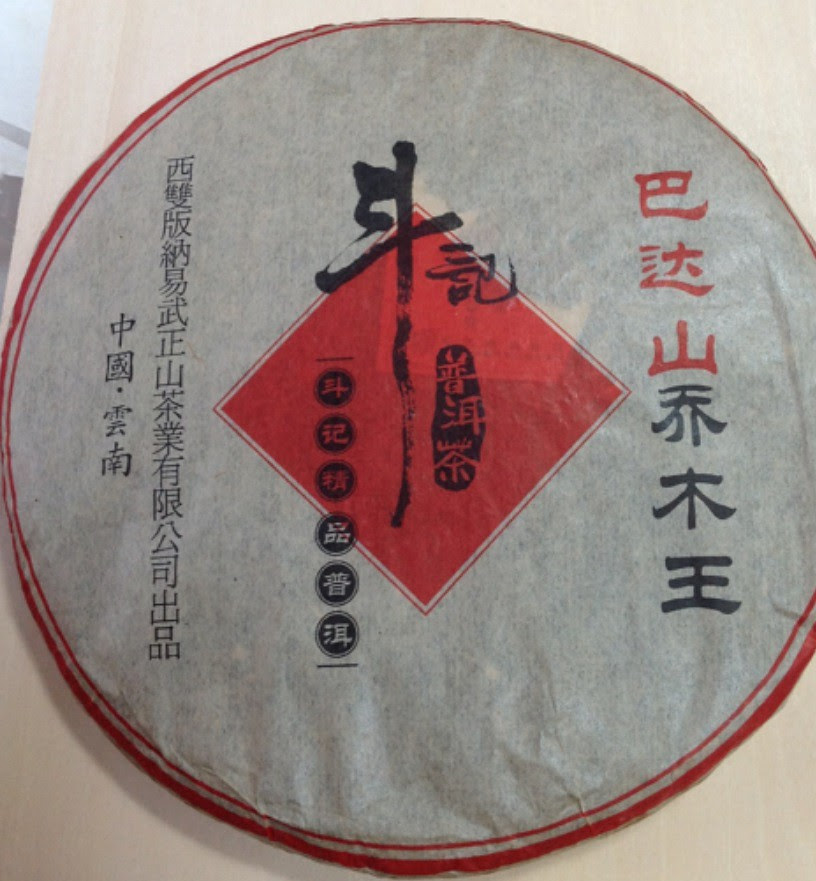 巴达山乔木王
斗記
普洱茶
斗记精品普洱
西雙版納易武正山茶業有限公司出品
中國·雲南